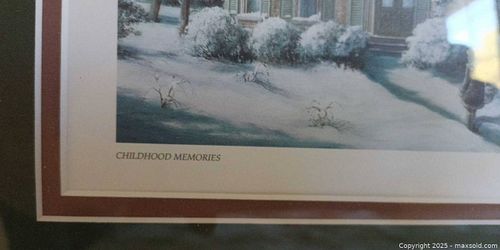 CHILDHOOD MEMORIES
Copyright 2025 - maxsold.com